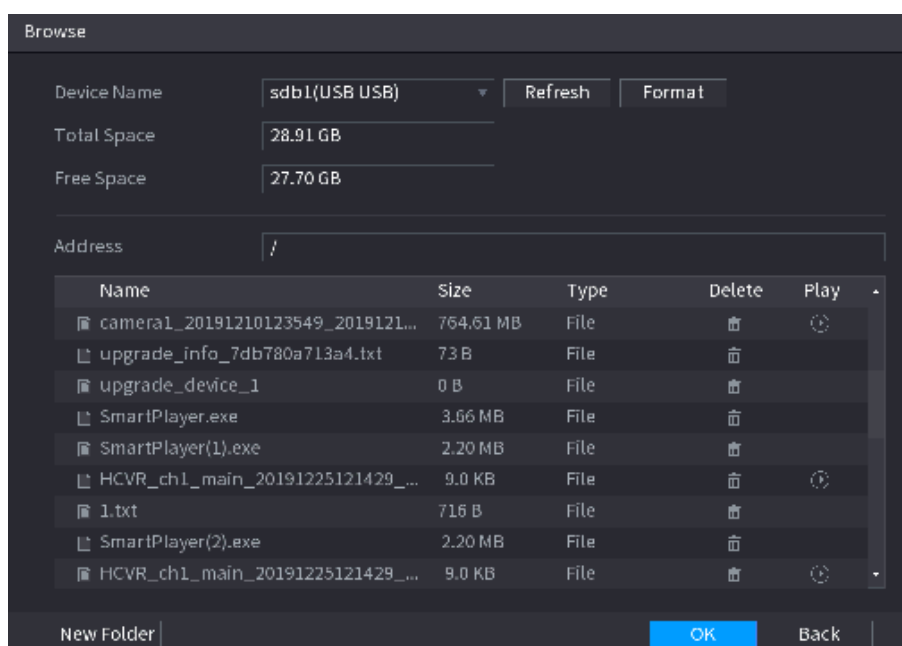 Browse
Device Name sdb1(USB USB) Refresh Format
Total Space 28.91 GB
Free Space 27.70 GB
Address /
Name Size Type Delete Play
camera1_20191210123549_2019121... 764.61 MB File
upgrade_info_7db780a713a4.txt 73 B File
upgrade_device_1 0 B File
SmartPlayer.exe 3.66 MB File
SmartPlayer(1).exe 2.20 MB File
HCVR_ch1_main_20191225121429_... 9.0 KB File
1.txt 716 B File
SmartPlayer(2).exe 2.20 MB File
HCVR_ch1_main_20191225121429_... 9.0 KB File
New Folder OK Back